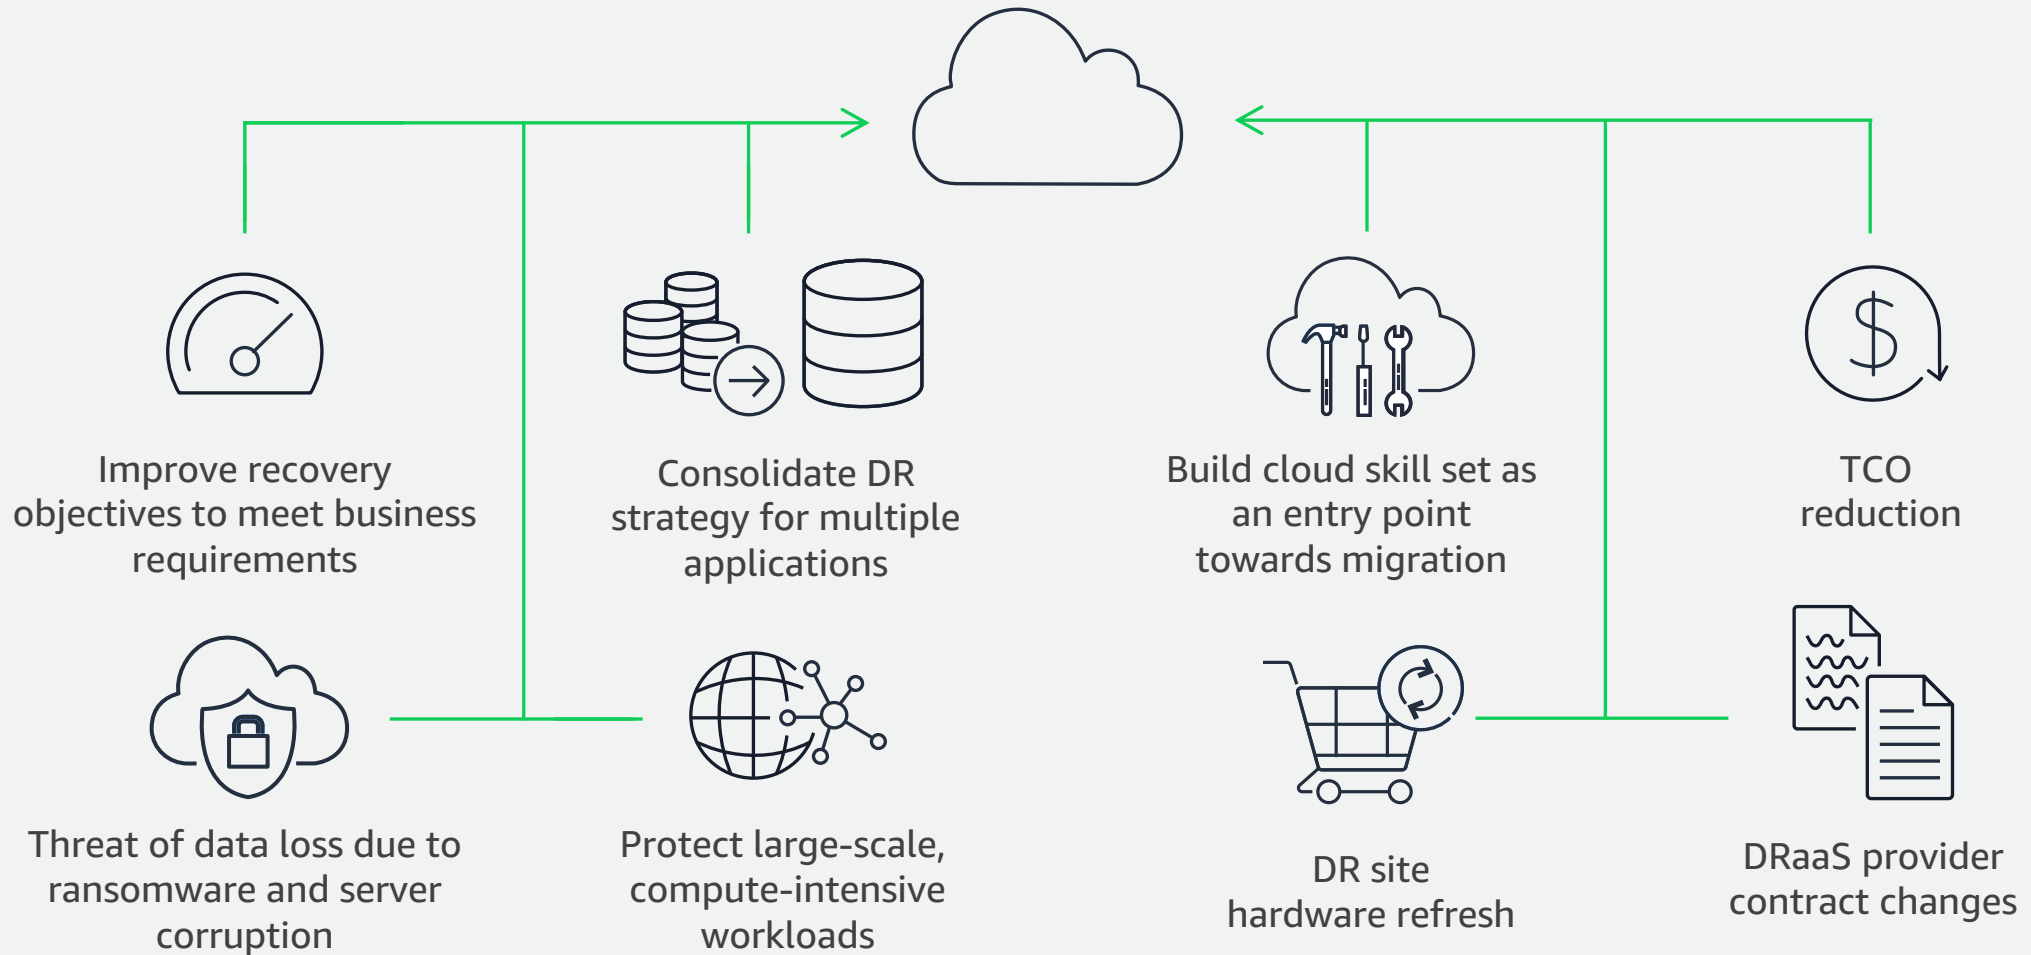 Improve recovery
objectives to meet business
requirements
Consolidate DR
strategy for multiple
applications
Build cloud skill set as
an entry point
towards migration
TCO
reduction
Threat of data loss due to
ransomware and server
corruption
Protect large-scale,
compute-intensive
workloads
DR site
hardware refresh
DRaaS provider
contract changes